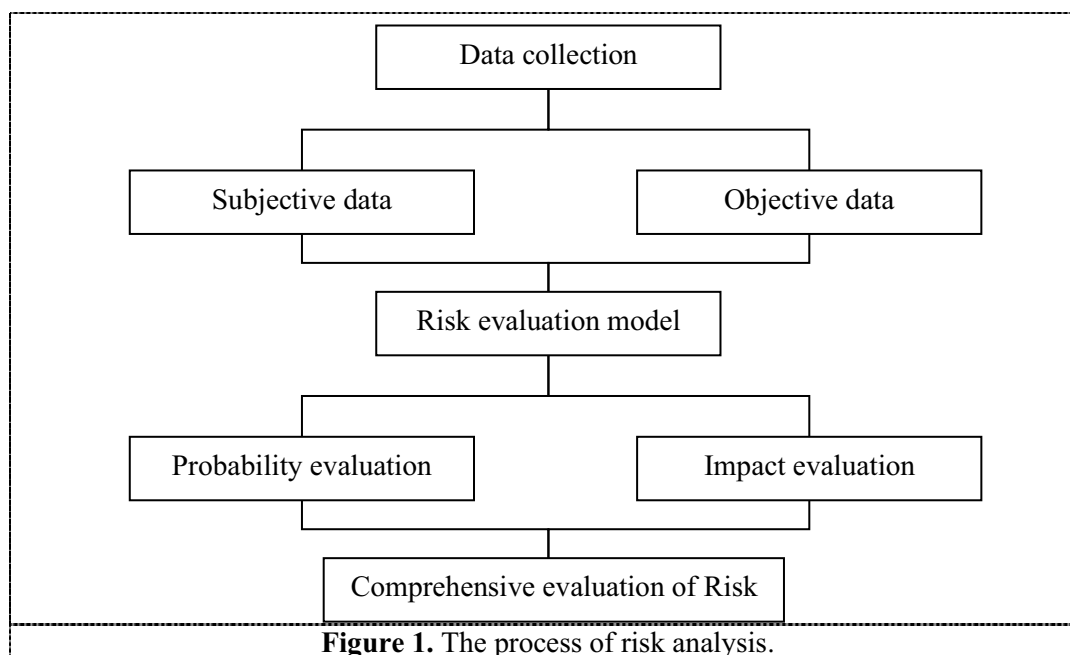 Data collection
Subjective data
Objective data
Risk evaluation model
Probability evaluation
Impact evaluation
Comprehensive evaluation of Risk
Figure 1. The process of risk analysis.